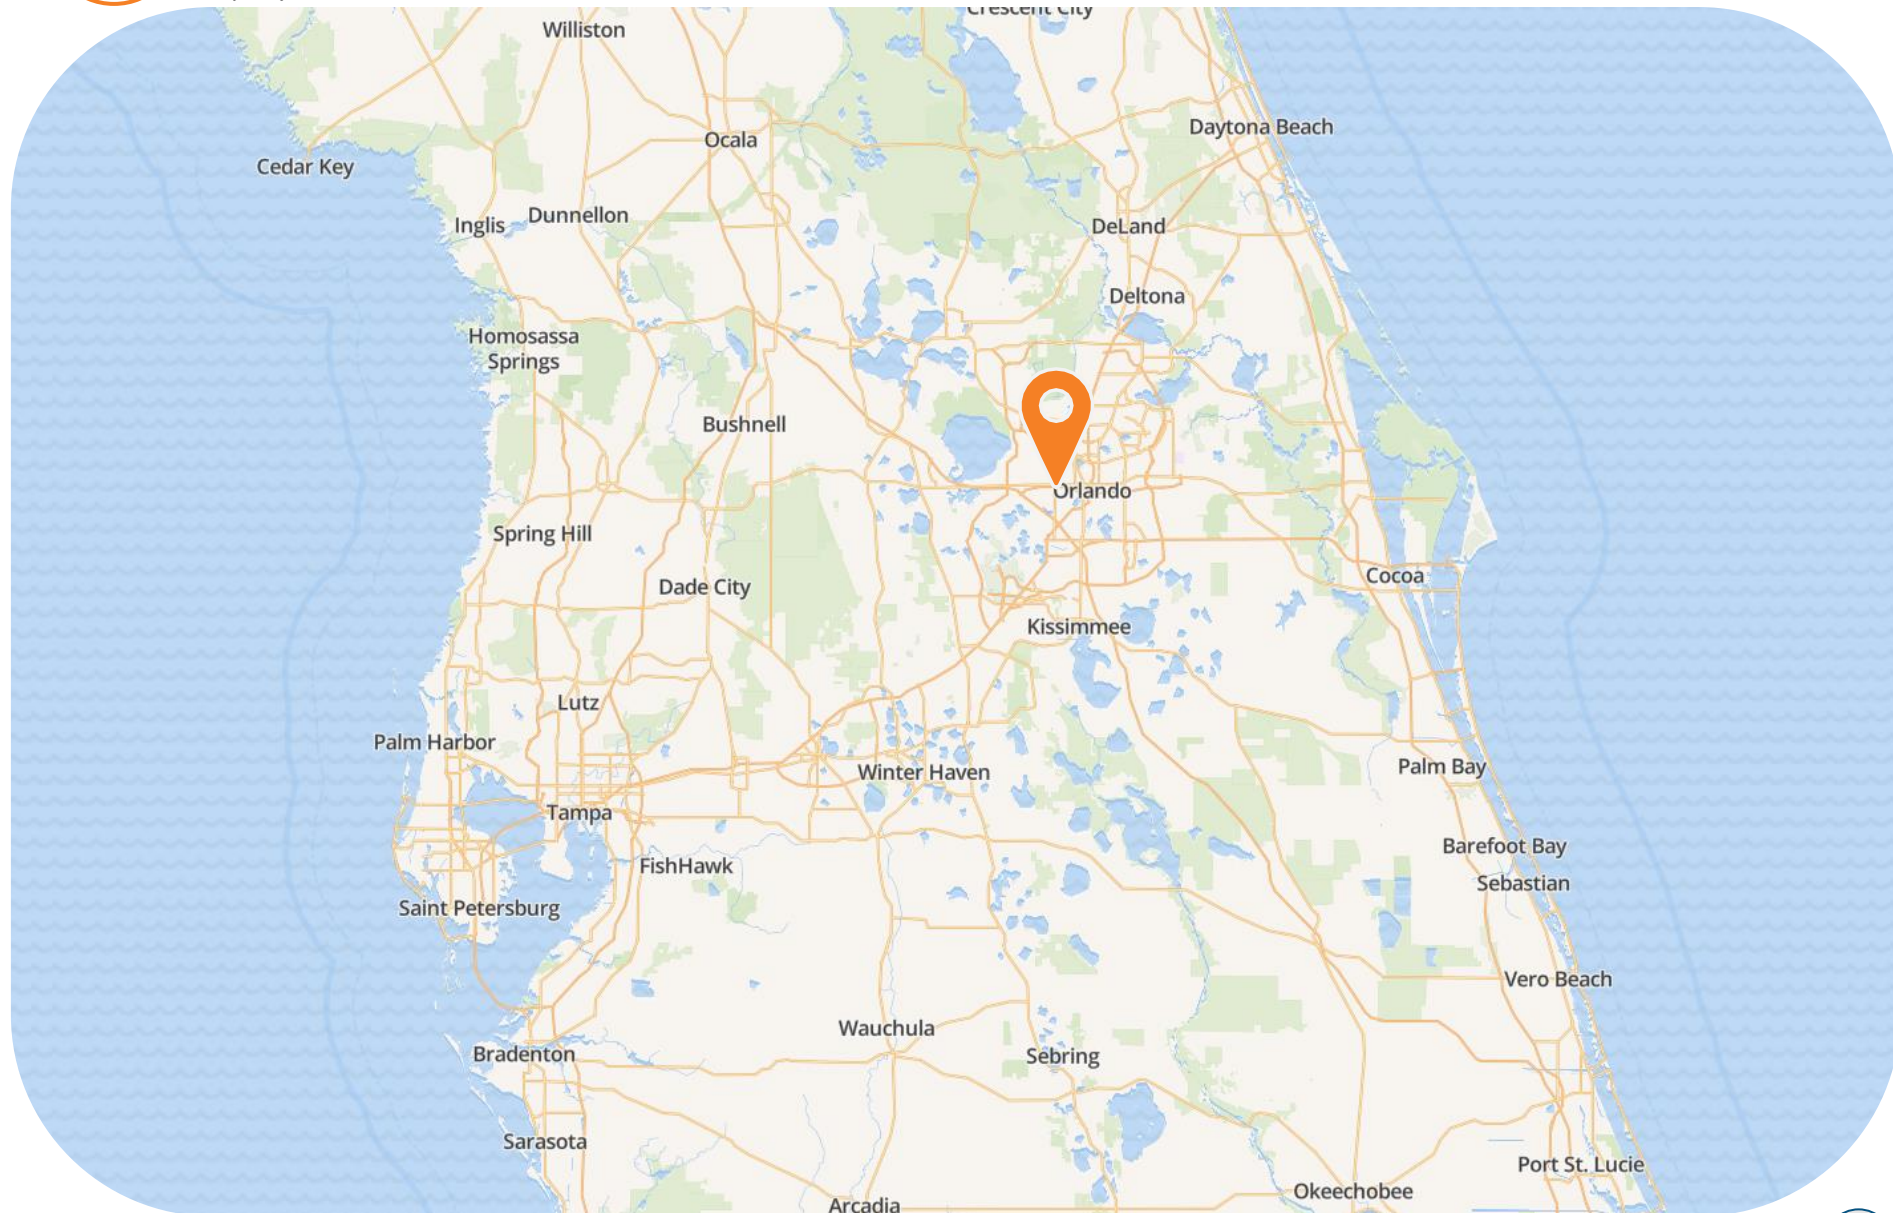 Crescent City
Williston
Daytona Beach
Ocala
Cedar Key
Dunnellon
Inglis
DeLand
Deltona
Homosassa
Springs
Bushnell
Orlando
Spring Hill
Cocoa
Dade City
Kissimmee
Lutz
Palm Harbor
Winter Haven
Palm Bay
Tampa
Barefoot Bay
FishHawk
Sebastian
Saint Petersburg
Vero Beach
Wauchula
Bradenton
Sebring
Sarasota
Port St. Lucie
Okeechobee
Arcadia